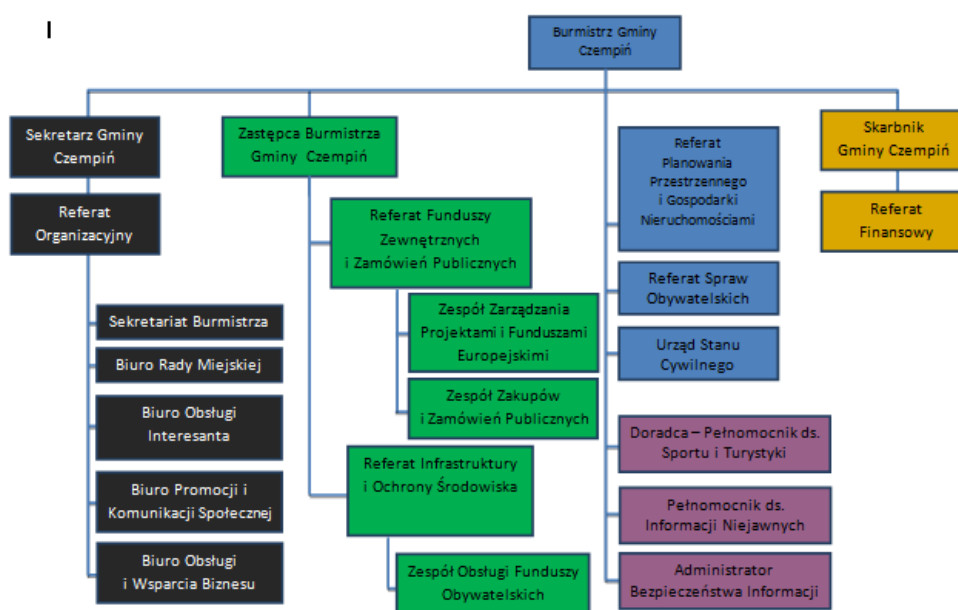 I
Burmistrz Gminy
Czempiń
Sekretarz Gminy
Czempiń
Referat
Organizacyjny
Sekretariat Burmistrza
Biuro Rady Miejskiej
Biuro Obsługi
Interesanta
Biuro Promocji i
Komunikacji Społecznej
Biuro Obsługi
i Wsparcia Biznesu
Zastępca Burmistrza
Gminy Czempiń
Referat Funduszy
Zewnętrznych
i Zamówień Publicznych
Zespół Zarządzania
Projektami i Funduszami
Europejskimi
Zespół Zakupów
i Zamówień Publicznych
Referat Infrastruktury
i Ochrony Środowiska
Zespół Obsługi Funduszy
Obywatelskich
Referat
Planowania
Przestrzennego
i Gospodarki
Nieruchomościami
Referat Spraw
Obywatelskich
Urząd Stanu
Cywilnego
Doradca – Pełnomocnik ds.
Sportu i Turystyki
Pełnomocnik ds.
Informacji Niejawnych
Administrator
Bezpieczeństwa Informacji
Skarbnik
Gminy Czempiń
Referat
Finansowy